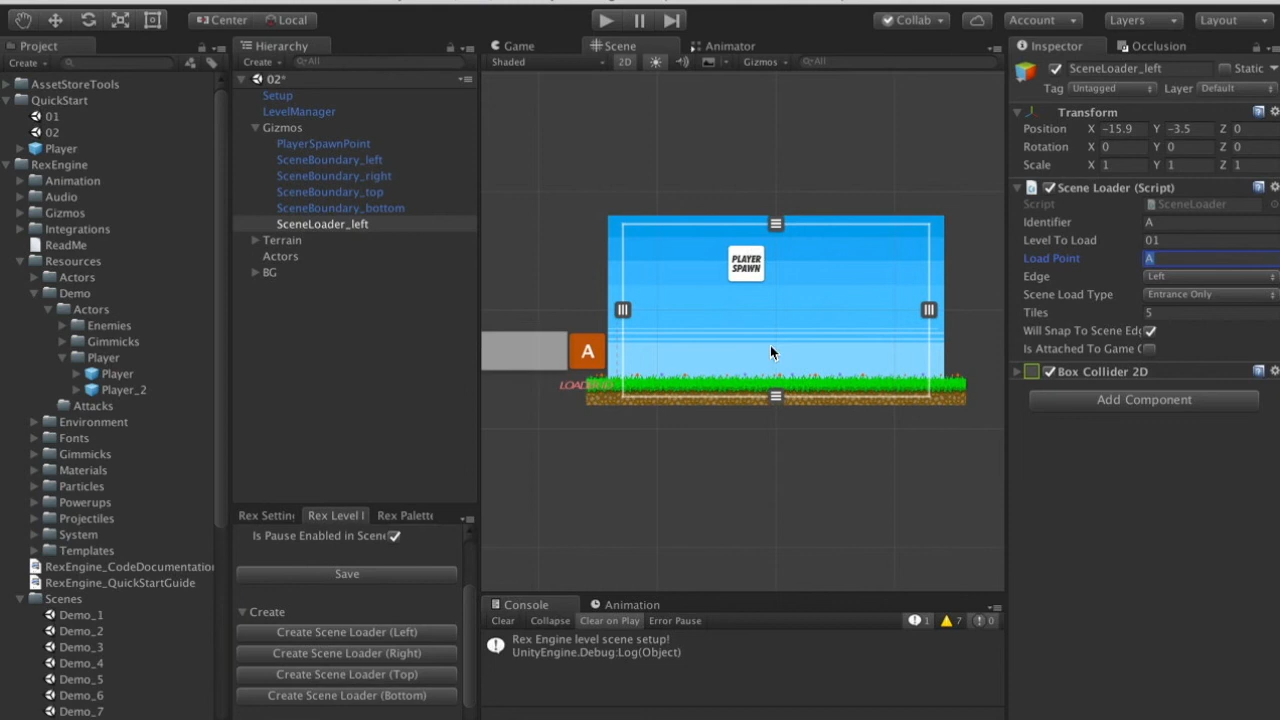 Center
Local
Collab
Account
Layers
Layout
Project
Create
AssetStoreTools
QuickStart
01
02
Player
RexEngine
Animation
Audio
Gizmos
Integrations
ReadMe
Resources
Actors
Demo
Actors
Enemies
Gimmicks
Player
Player
Player_2
Attacks
Environment
Fonts
Gimmicks
Materials
Particles
Powerups
Projectiles
System
Templates
RexEngine_CodeDocumentatio
RexEngine_QuickStartGuide
Scenes
Demo_1
Demo_2
Demo_3
Demo_4
Demo_5
Demo_6
Demo_7
Hierarchy
Create
All
02*
Setup
LevelManager
Gizmos
PlayerSpawnPoint
SceneBoundary_left
SceneBoundary_right
SceneBoundary_top
SceneBoundary_bottom
SceneLoader_left
Terrain
Actors
BG
Rex Settin
Rex Level I
Rex Palett
Is Pause Enabled in Scen
Save
Create
Create Scene Loader (Left)
Create Scene Loader (Right)
Create Scene Loader (Top)
Create Scene Loader (Bottom)
Game
Scene
Animator
Shaded
2D
Gizmos
All
PLAYER
SPAWN
A
Console
Animation
Clear
Collapse
Clear on Play
Error Pause
1
7
0
Rex Engine level scene setup!
UnityEngine.Debug:Log(Object)
Inspector
Occlusion
SceneLoader_left
Static
Tag Untagged
Layer Default
Transform
Position X -15.9 Y -3.5 Z 0
Rotation X 0 Y 0 Z 0
Scale X 1 Y 1 Z 1
Scene Loader (Script)
Script SceneLoader
Identifier A
Level To Load 01
Load Point A
Edge Left
Scene Load Type Entrance Only
Tiles 5
Will Snap To Scene Ed
Is Attached To Game
Box Collider 2D
Add Component